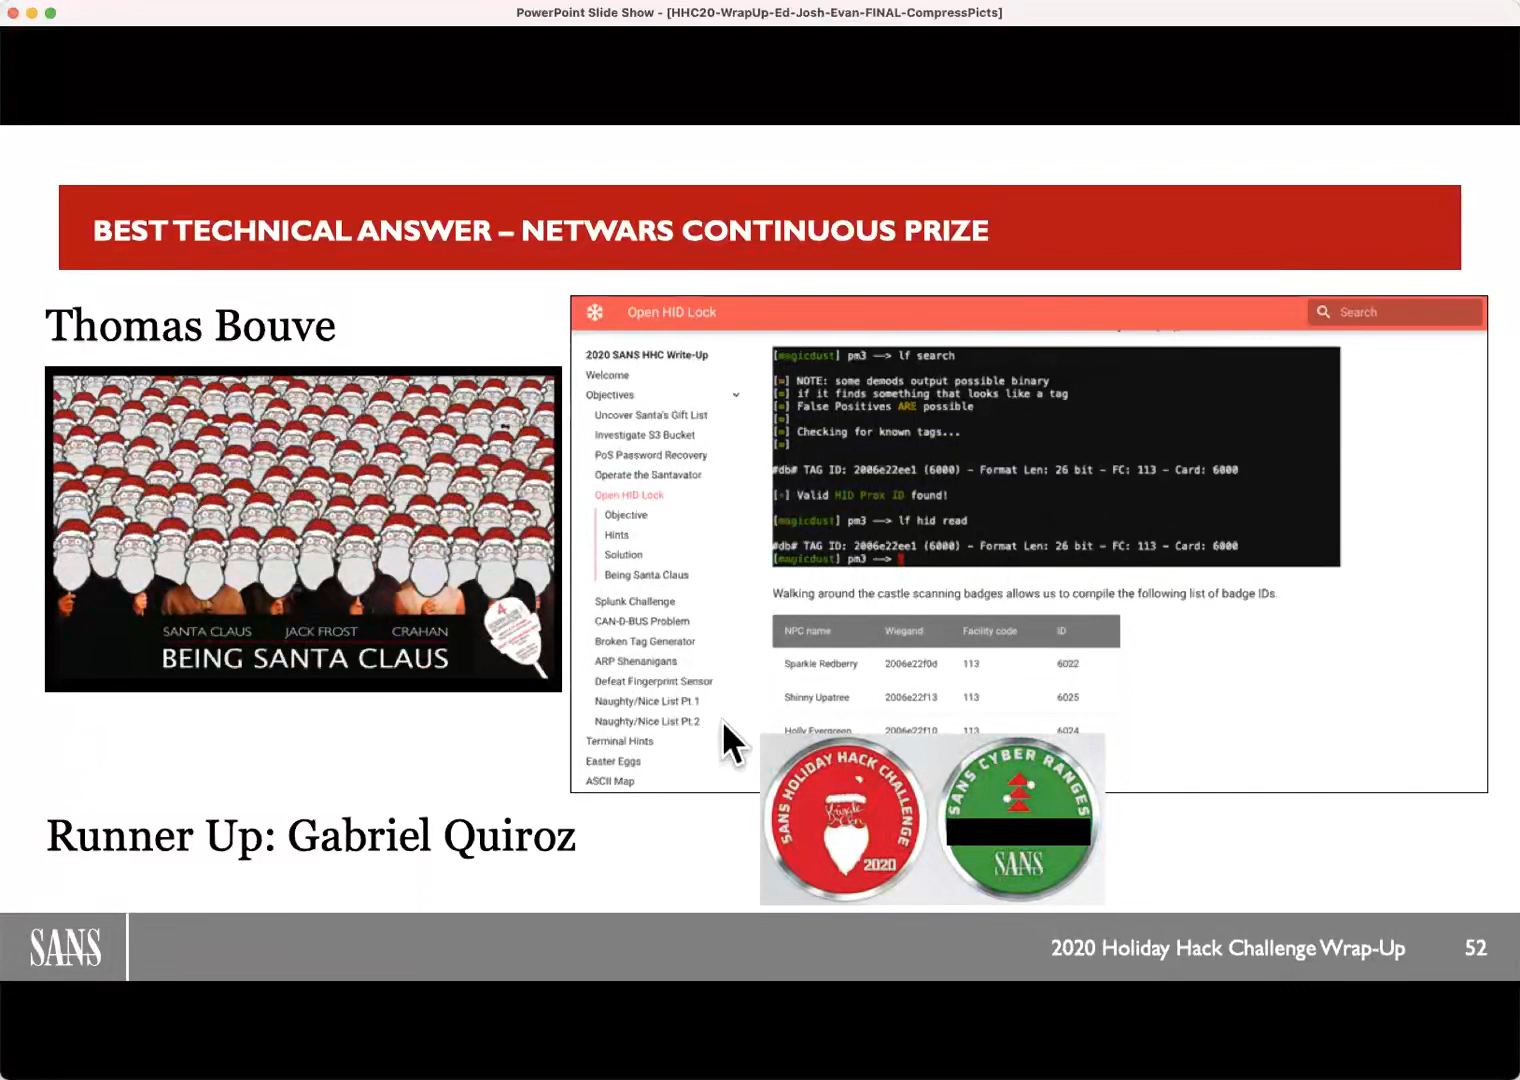 PowerPoint Slide Show - [HHC20-WrapUp-Ed-Josh-Evan-FINAL-CompressPicts]
BEST TECHNICAL ANSWER – NETWARS CONTINUOUS PRIZE
Thomas Bouve
SANTA CLAUS JACK FROST CRAHAN
BEING SANTA CLAUS
4
Runner Up: Gabriel Quiroz
Open HID Lock
Search
2020 SANS HHC Write-Up
Welcome
Objectives
Uncover Santa's Gift List
Investigate S3 Bucket
PoS Password Recovery
Operate the Santavator
Open HID Lock
Objective
Hints
Solution
Being Santa Claus
Splunk Challenge
CAN-D-BUS Problem
Broken Tag Generator
ARP Shenanigans
Defeat Fingerprint Sensor
Naughty/Nice List Pt.1
Naughty/Nice List Pt.2
Terminal Hints
Easter Eggs
ASCII Map
[magicdust] pm3 --> lf search
[=] NOTE: some demods output possible binary
[=] if it finds something that looks like a tag
[=] False Positives ARE possible
[=]
[=] Checking for known tags...
[=]
#db# TAG ID: 2006e22ee1 (6000) - Format Len: 26 bit - FC: 113 - Card: 6000
[+] Valid HID Prox ID found!
[magicdust] pm3 --> lf hid read
#db# TAG ID: 2006e22ee1 (6000) - Format Len: 26 bit - FC: 113 - Card: 6000
[magicdust] pm3 -->
Walking around the castle scanning badges allows us to compile the following list of badge IDs.
NPC name Wiegand Facility code ID
Sparkle Redberry 2006e22f0d 113 6022
Shinny Upatree 2006e22f13 113 6025
Holly Evergreen 2006e22f10 113 6024
SANS HOLIDAY HACK CHALLENGE
Kringle Con
2020
SANS CYBER RANGES
SANS
SANS
2020 Holiday Hack Challenge Wrap-Up 52